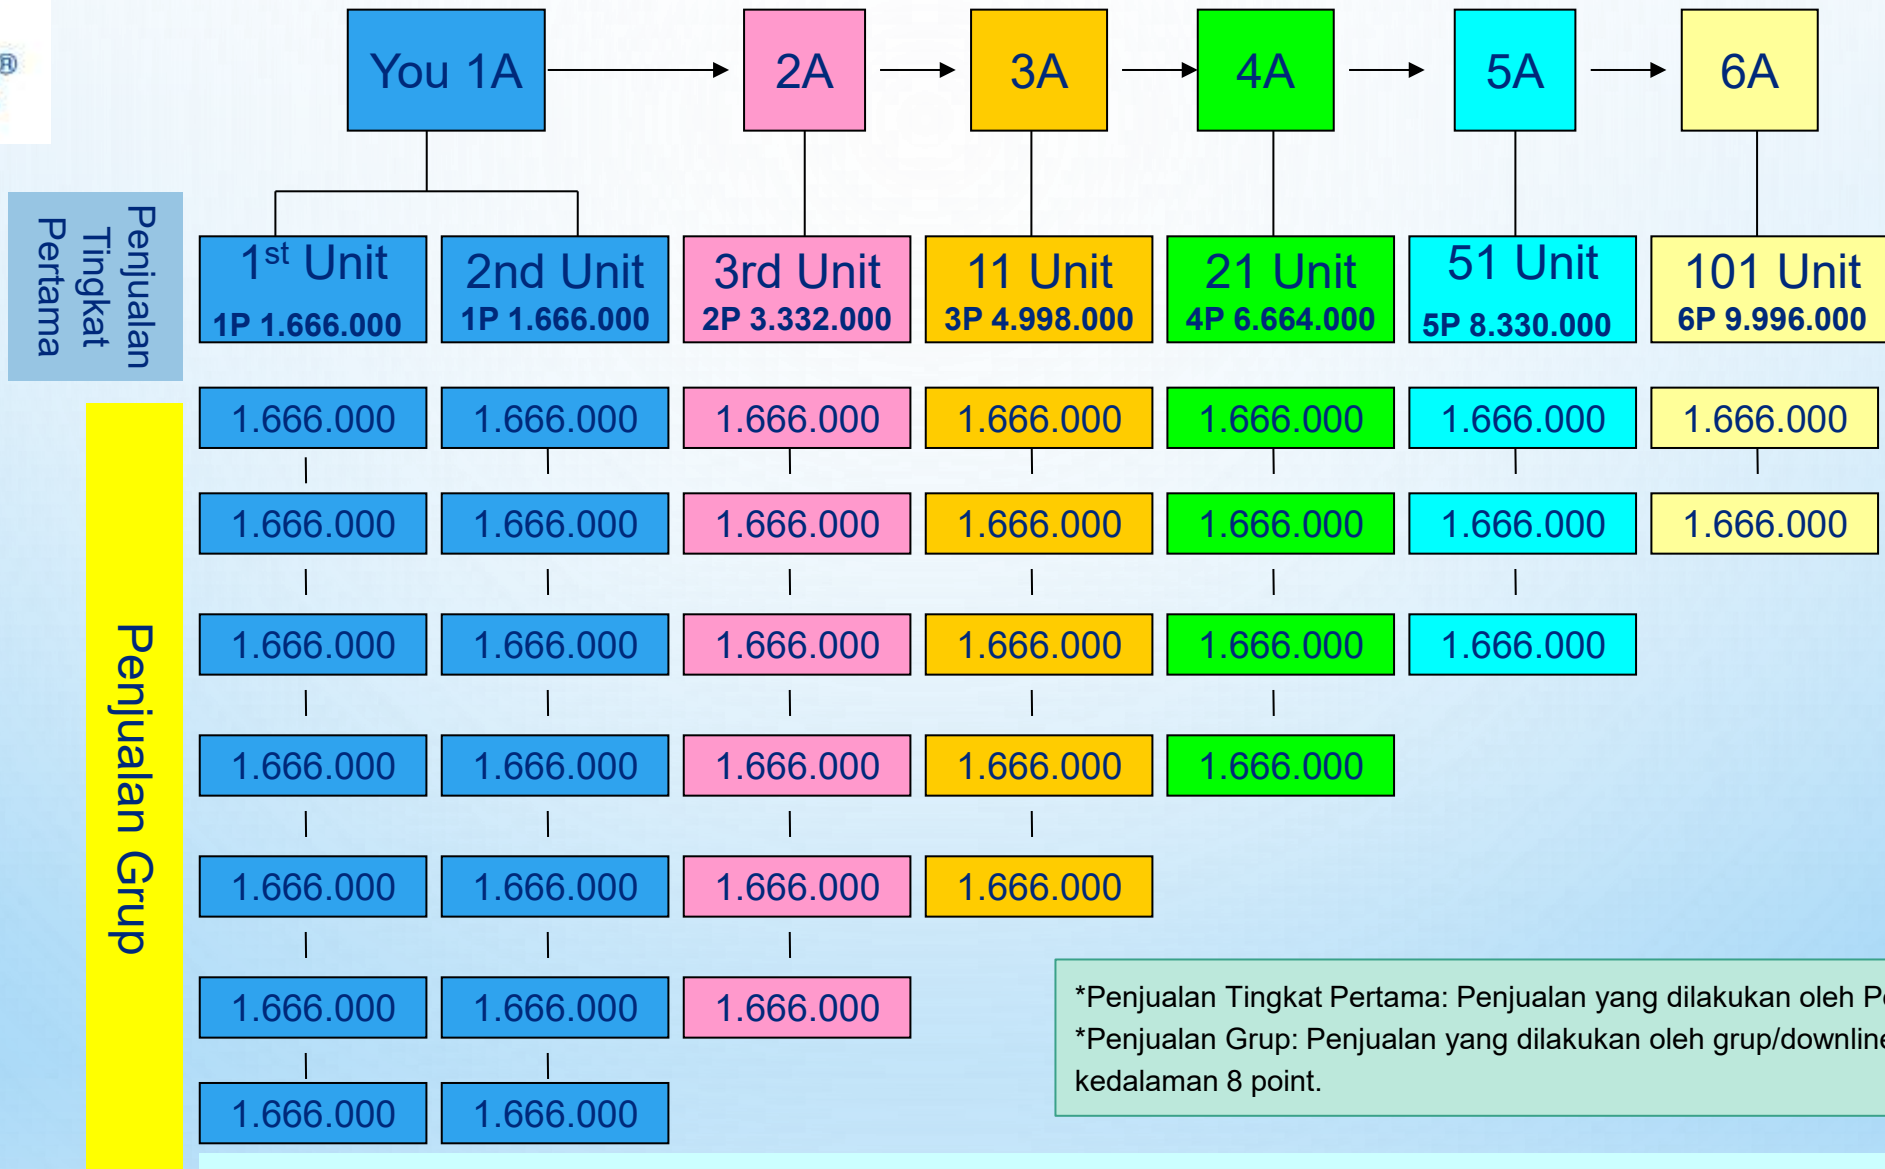 ®
You 1A
2A
3A
4A
5A
6A
Penjualan
Tingkat
Pertama
1st Unit
1P 1.666.000
2nd Unit
1P 1.666.000
3rd Unit
2P 3.332.000
11 Unit
3P 4.998.000
21 Unit
4P 6.664.000
51 Unit
5P 8.330.000
101 Unit
6P 9.996.000
Penjualan Grup
1.666.000 1.666.000 1.666.000 1.666.000 1.666.000 1.666.000 1.666.000
1.666.000 1.666.000 1.666.000 1.666.000 1.666.000 1.666.000 1.666.000
1.666.000 1.666.000 1.666.000 1.666.000 1.666.000 1.666.000
1.666.000 1.666.000 1.666.000 1.666.000 1.666.000
1.666.000 1.666.000 1.666.000 1.666.000
1.666.000 1.666.000 1.666.000
1.666.000 1.666.000
*Penjualan Tingkat Pertama: Penjualan yang dilakukan oleh
*Penjualan Grup: Penjualan yang dilakukan oleh grup/downline
kedalaman 8 point.